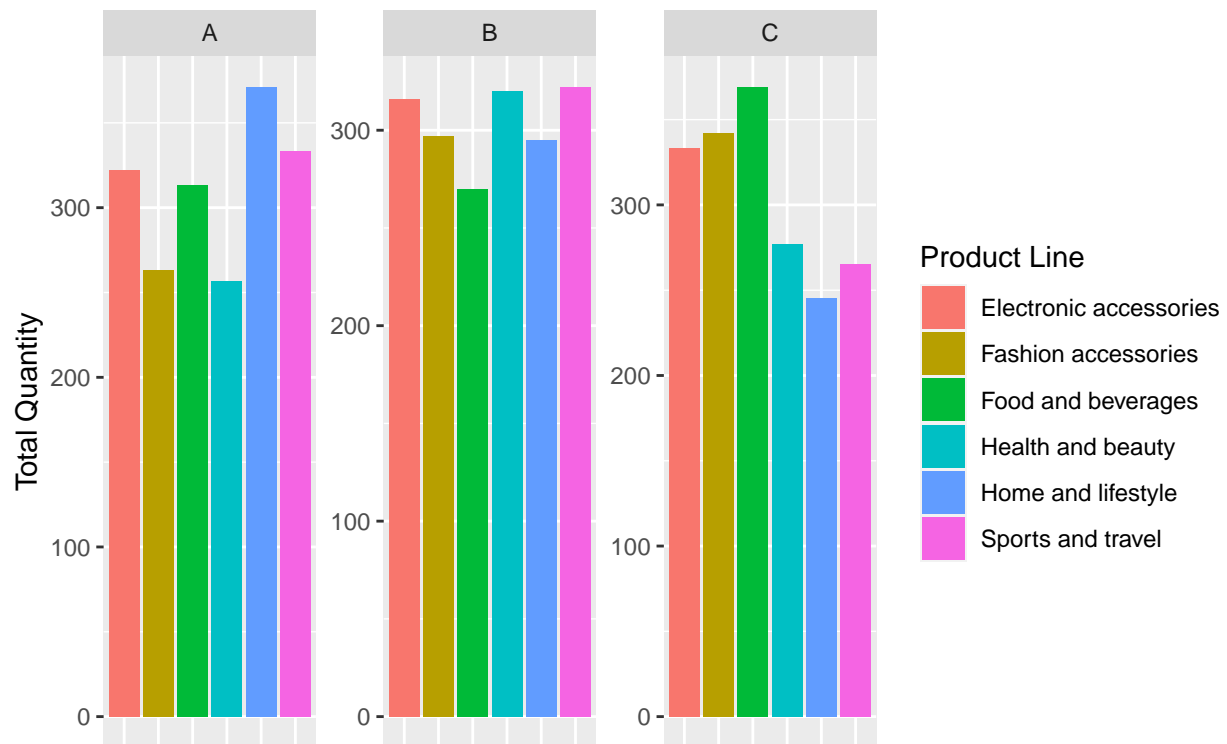 A
B
C
Total Quantity
300
200
100
0
300
200
100
0
300
200
100
0
Product Line
Electronic accessories
Fashion accessories
Food and beverages
Health and beauty
Home and lifestyle
Sports and travel